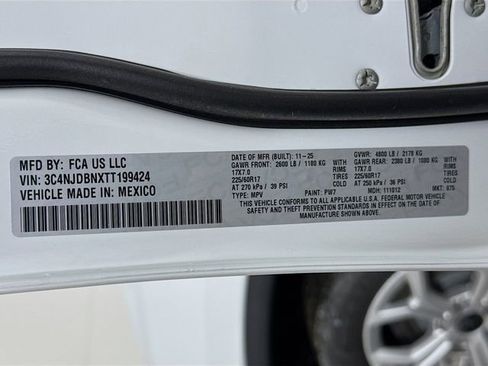 MFD BY: FCA US LLC
VIN: 3C4NJDBNXTT199424
VEHICLE MADE IN: MEXICO
DATE OF MFR (BUILT): 11-25 GVWR: 4800 LB / 2178 KG
GAWR FRONT: 2600 LB / 1180 KG WITH GAWR REAR: 2380 LB / 1080 KG WITH
17X7.0 RIMS 17X7.0 RIMS
225/60R17 TIRES 225/60R17 TIRES
AT 270 kPa / 39 PSI COLD AT 250 kPa / 36 PSI COLD
TYPE: MPV PAINT: PW7 MDH: 111012 MKT: 975
THIS VEHICLE CONFORMS TO ALL APPLICABLE U.S.A. FEDERAL MOTOR VEHICLE
SAFETY AND THEFT PREVENTION STANDARDS IN EFFECT ON THE DATE OF
MANUFACTURE SHOWN ABOVE.